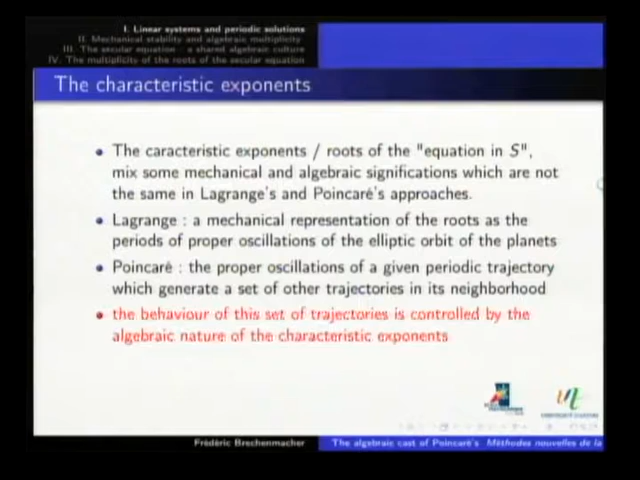 I. Linear systems and periodic solutions
II. Mechanical stability and algebraic multiplicity
III. The secular equation : a shared algebraic culture
IV. The multiplicity of the roots of the secular equation
The characteristic exponents
The caracteristic exponents / roots of the "equation in S",
mix some mechanical and algebraic significations which are not
the same in Lagrange's and Poincaré's approaches.
Lagrange : a mechanical representation of the roots as the
periods of proper oscillations of the elliptic orbit of the planets
Poincaré : the proper oscillations of a given periodic trajectory
which generate a set of other trajectories in its neighborhood
the behaviour of this set of trajectories is controlled by the
algebraic nature of the characteristic exponents
Frédéric Brechenmacher
The algebraic cast of Poincaré's Méthodes nouvelles de la